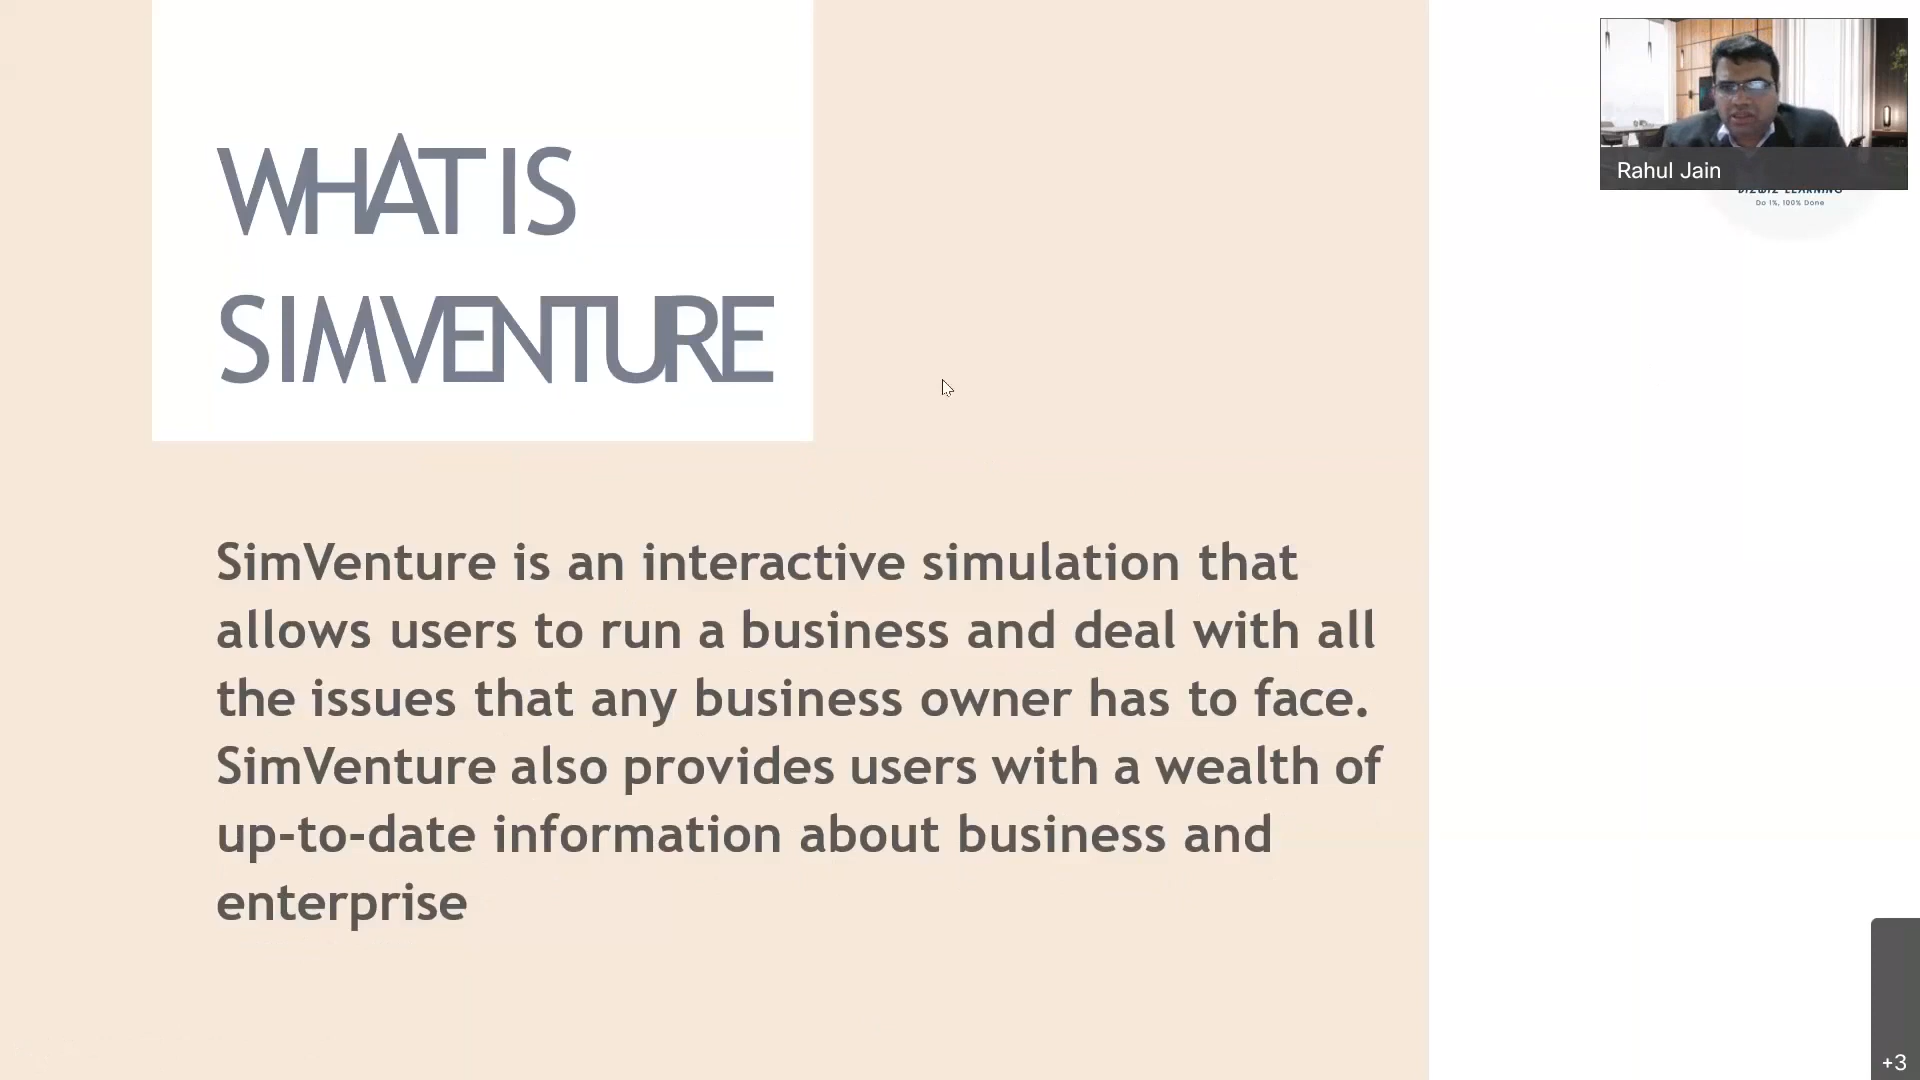 WHAT IS
SIMVENTURE
Rahul Jain
Do 1%, 100% Done
SimVenture is an interactive simulation that
allows users to run a business and deal with all
the issues that any business owner has to face.
SimVenture also provides users with a wealth of
up-to-date information about business and
enterprise
+3